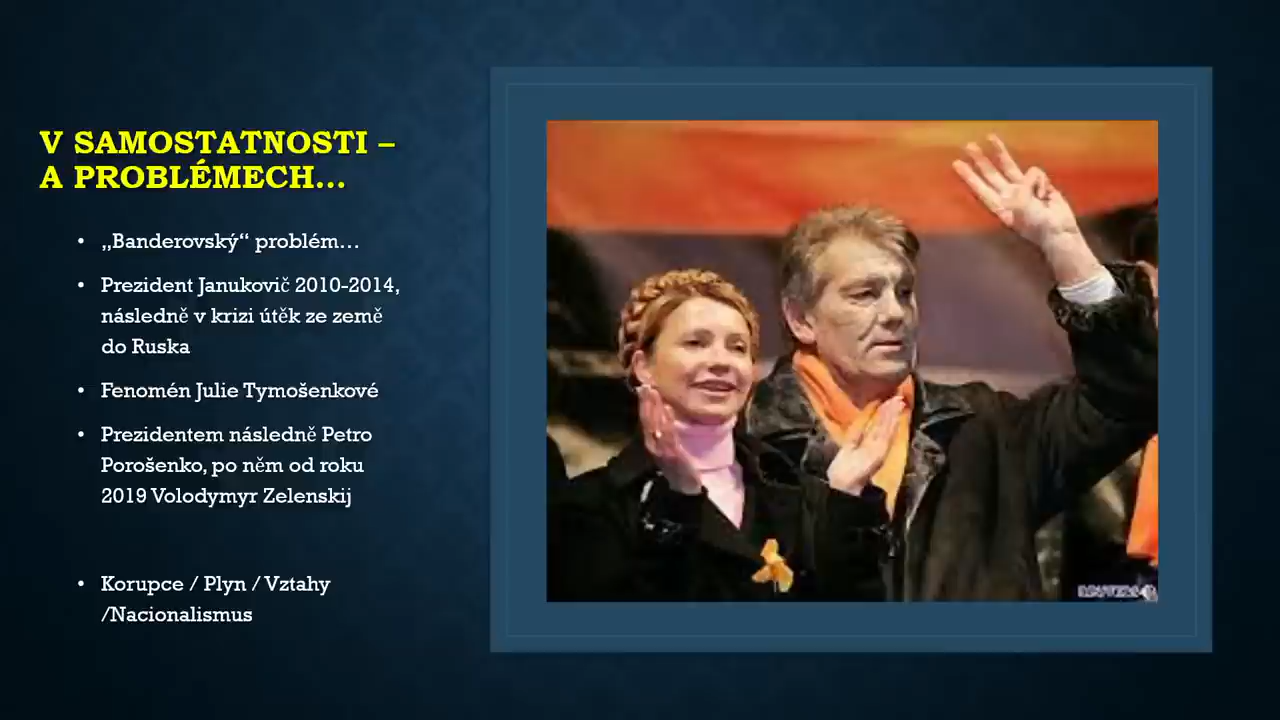 V SAMOSTATNOSTI –
A PROBLÉMECH…
• „Banderovský“ problém…
• Prezident Janukovič 2010-2014,
následně v krizi útěk ze země
do Ruska
• Fenomén Julie Tymošenkové
• Prezidentem následně Petro
Porošenko, po něm od roku
2019 Volodymyr Zelenskij
• Korupce / Plyn / Vztahy
/Nacionalismus
REUTERS